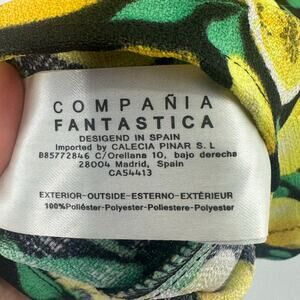 COMPAÑIA
FANTASTICA
DESIGEND IN SPAIN
Imported by CALECIA PINAR S. L
B85772846 C/Orellana 10, bajo derecha
28004 Madrid, Spain
CA54413
EXTERIOR-OUTSIDE-ESTERNO-EXTÉRIEUR
100%Poliéster-Polyester-Poliestere-Polyester